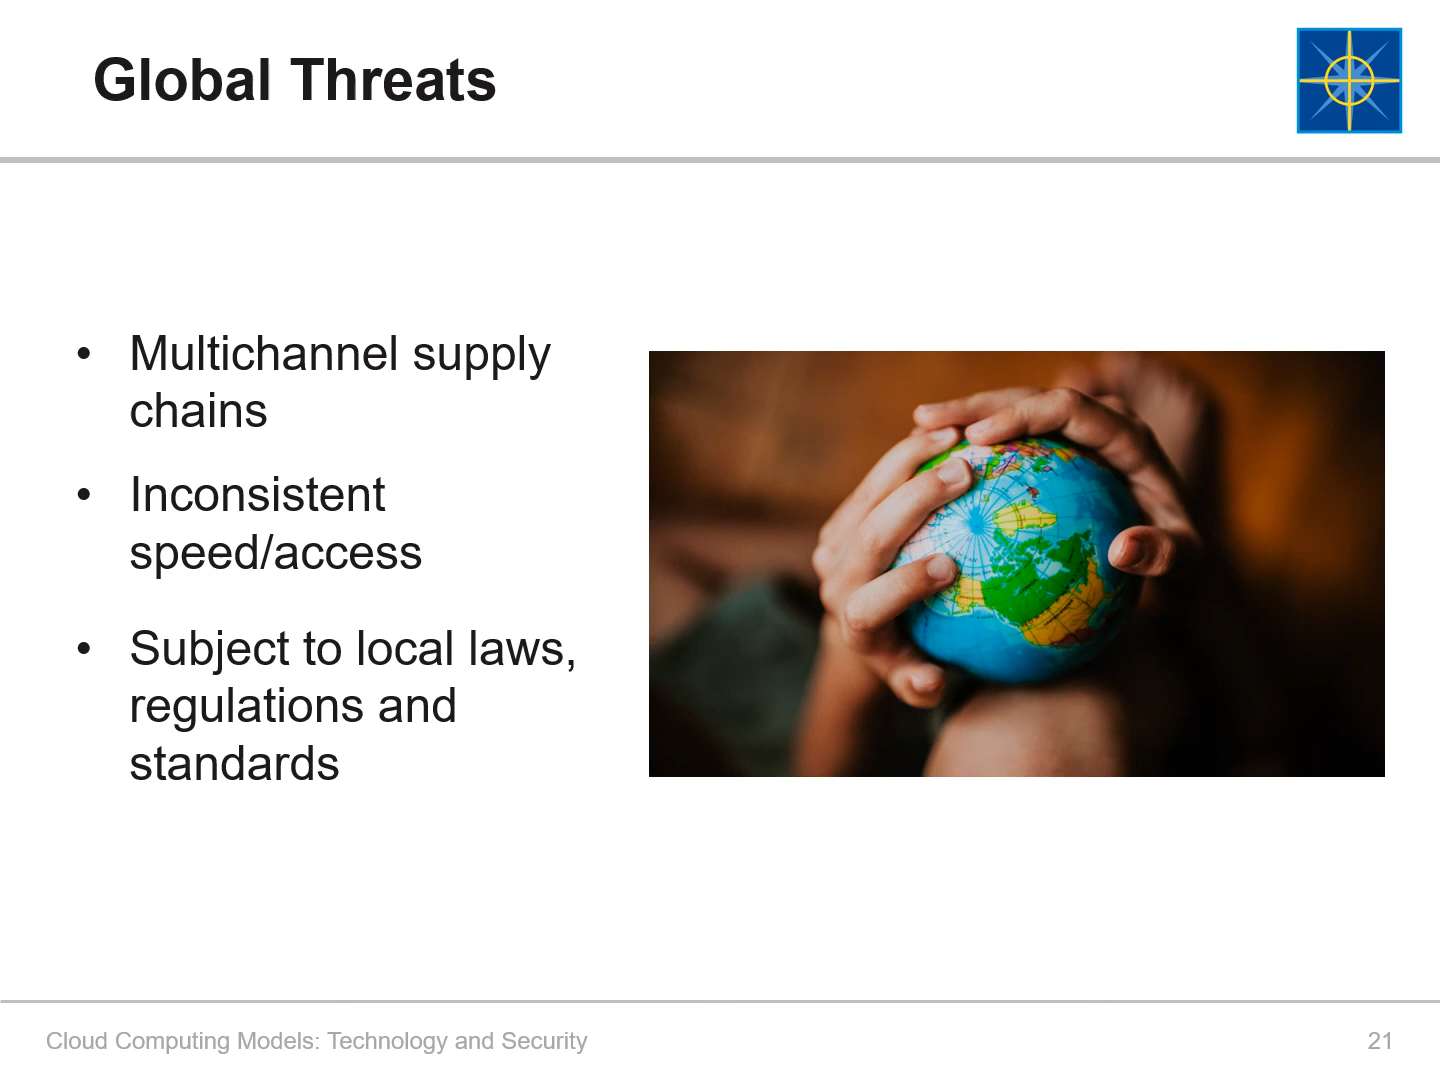 Global Threats
• Multichannel supply
chains
• Inconsistent
speed/access
• Subject to local laws,
regulations and
standards
Cloud Computing Models: Technology and Security
21